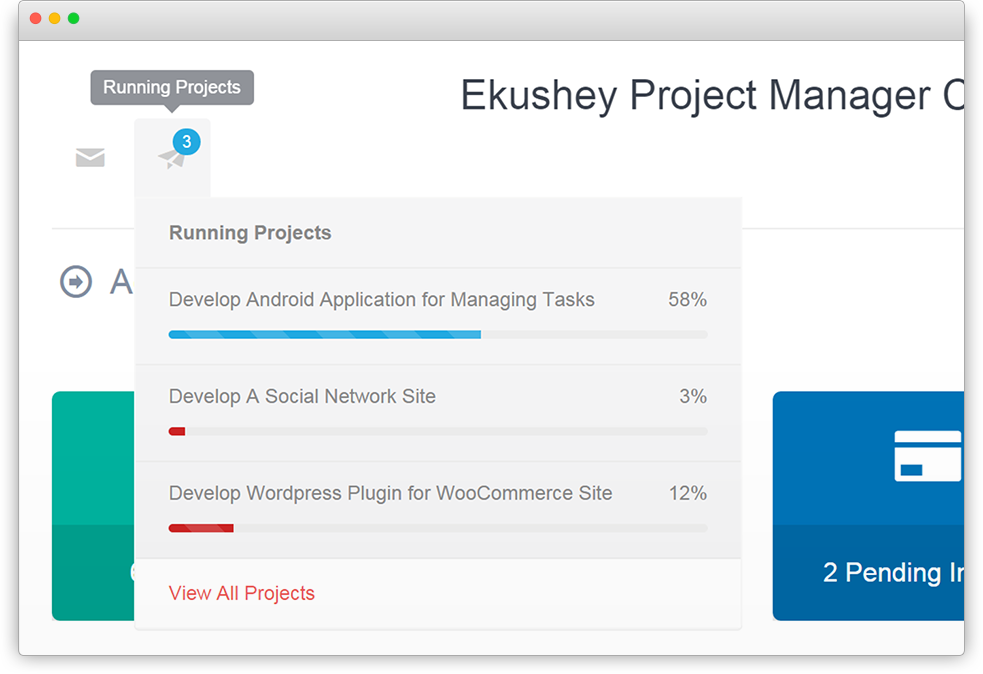 Running Projects
Ekushey Project Manager
3
Running Projects
A
Develop Android Application for Managing Tasks 58%
Develop A Social Network Site 3%
Develop Wordpress Plugin for WooCommerce Site 12%
2 Pending
View All Projects